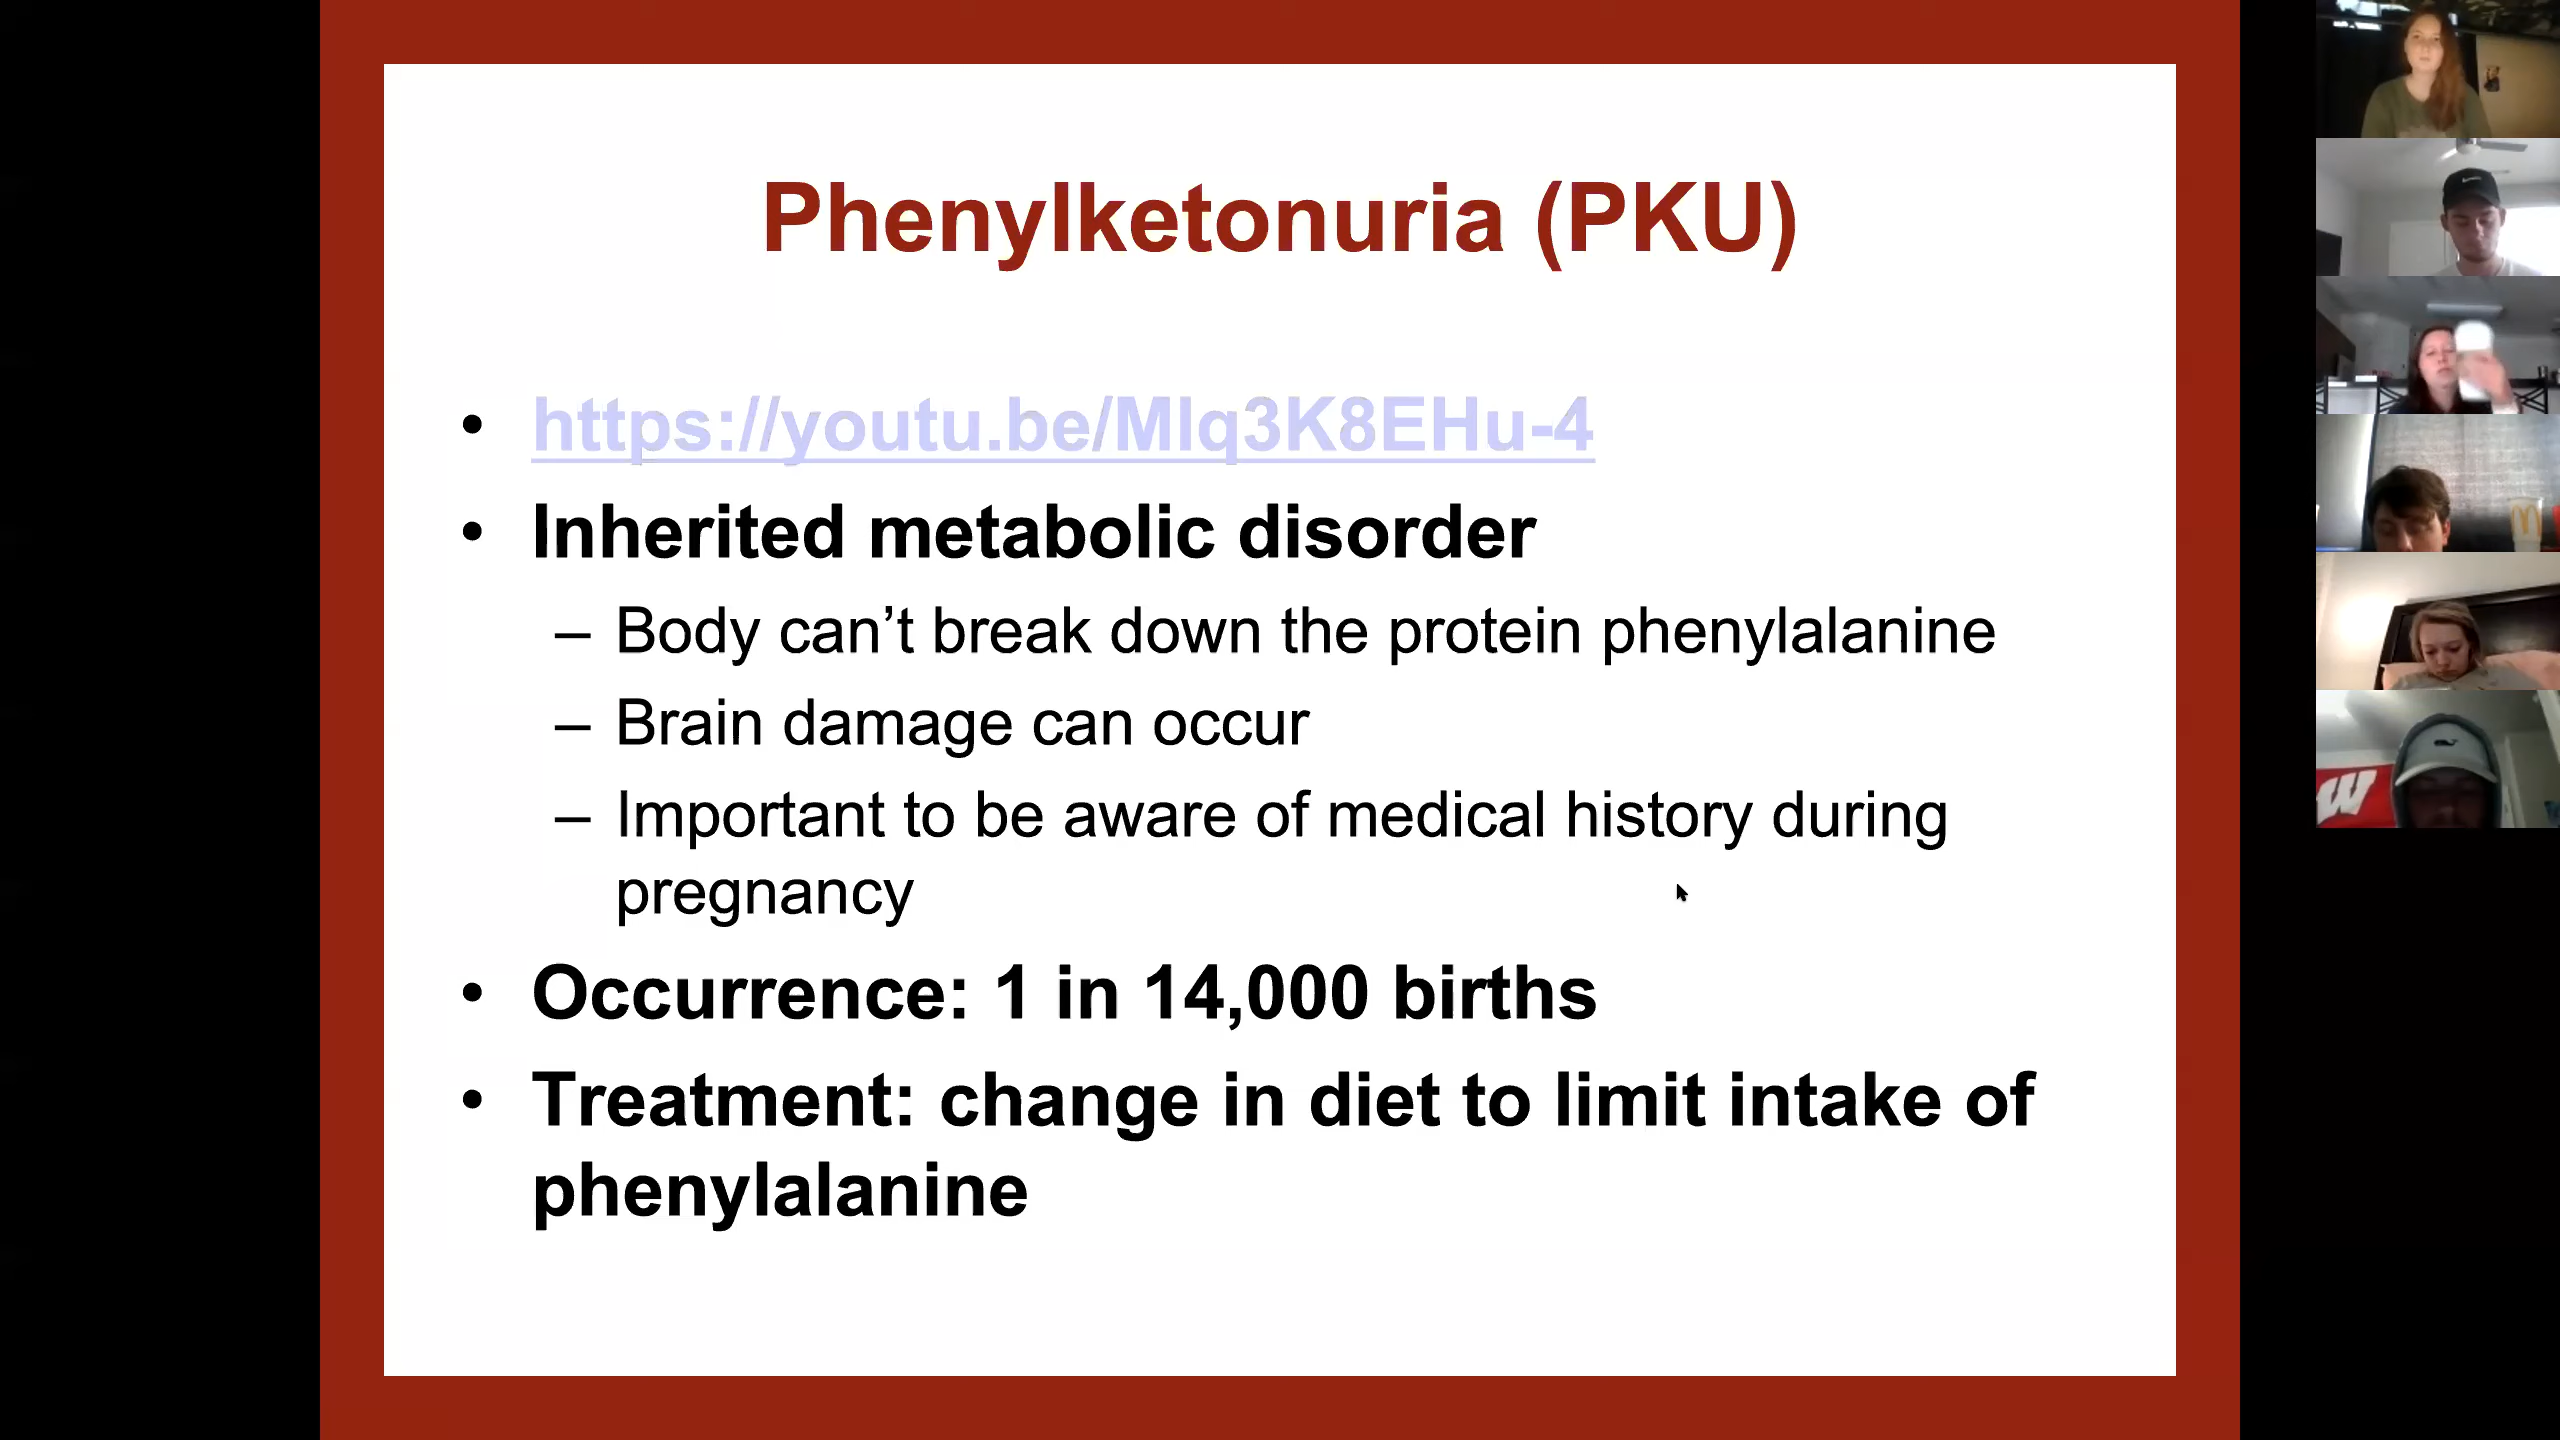 Phenylketonuria (PKU)
• https://youtu.be/MIq3K8EHu-4
• Inherited metabolic disorder
– Body can’t break down the protein phenylalanine
– Brain damage can occur
– Important to be aware of medical history during
pregnancy
• Occurrence: 1 in 14,000 births
• Treatment: change in diet to limit intake of
phenylalanine
W